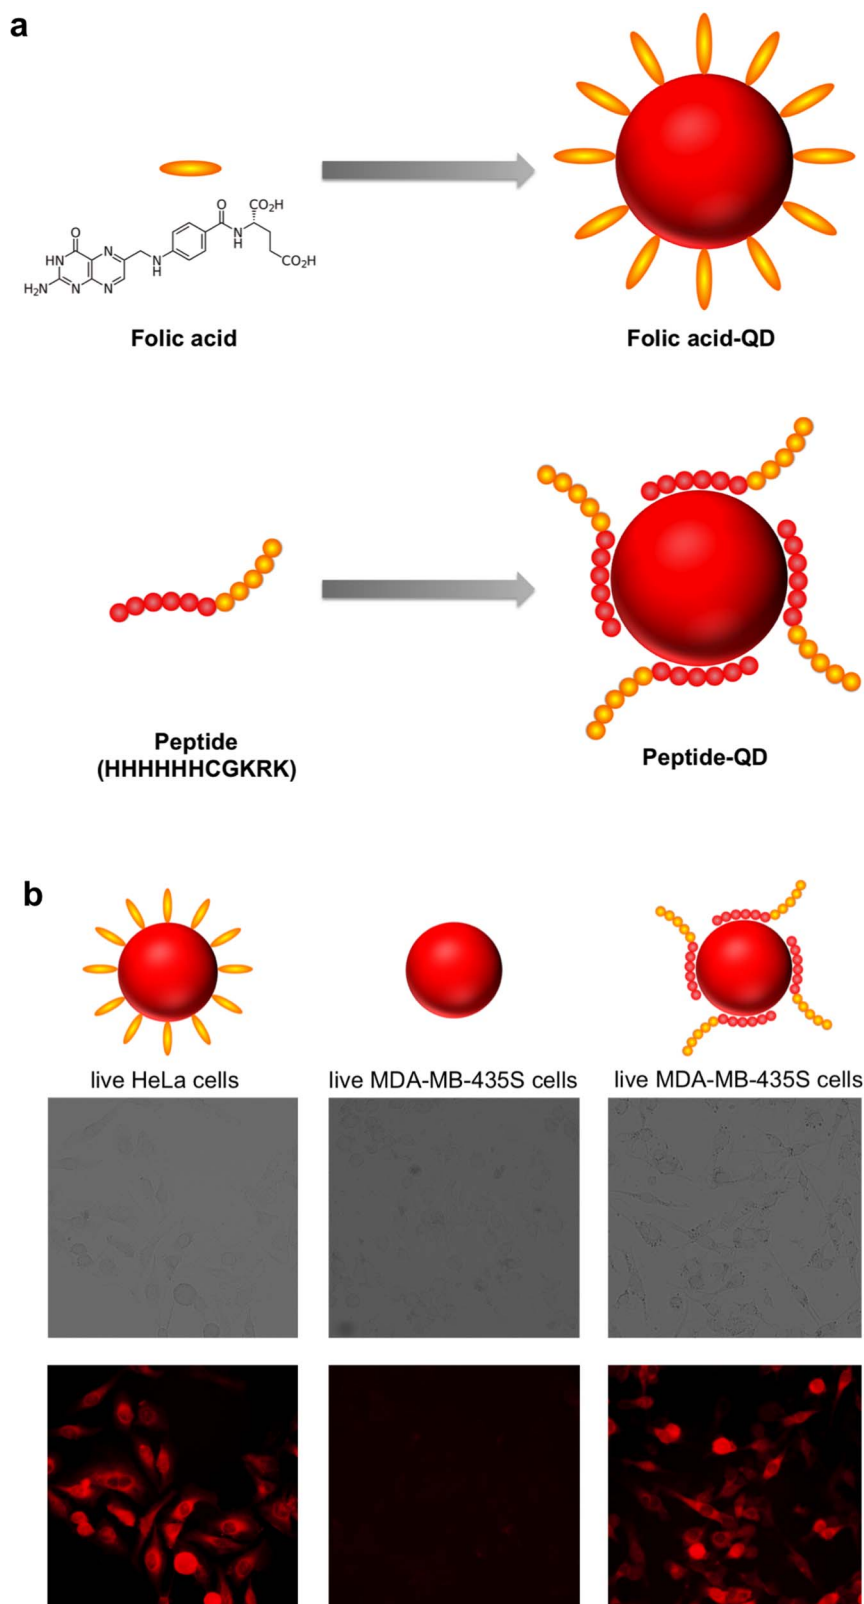 a
O
CO₂H
O
N
H
CO₂H
O
HN
N
N
H
H₂N
N
N
Folic acid
Folic acid-QD
Peptide
(HHHHHHCGKRK)
Peptide-QD
b
live HeLa cells
live MDA-MB-435S cells
live MDA-MB-435S cells